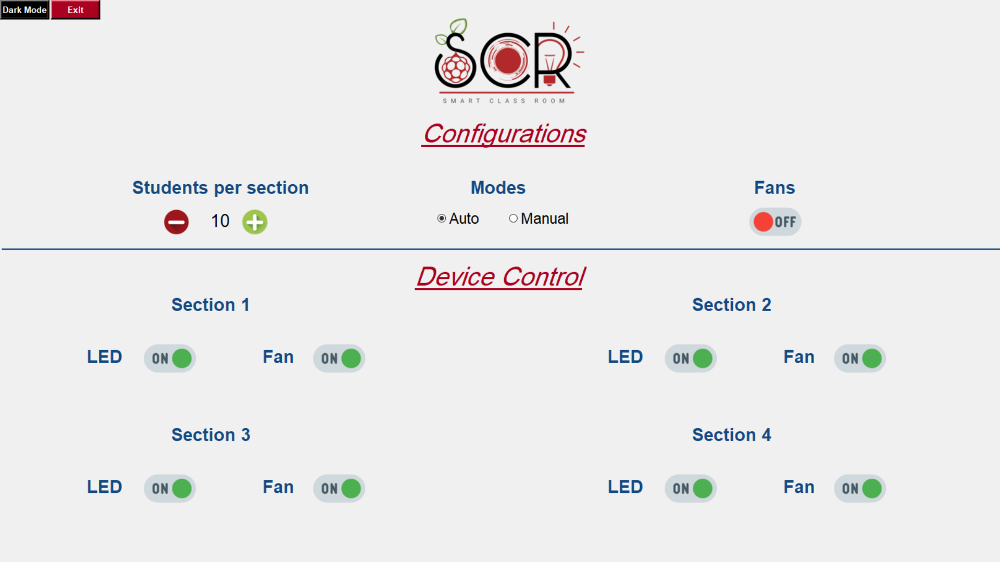 Dark Mode Exit
SCR
SMART CLASS ROOM
Configurations
Students per section Modes Fans
10 Auto Manual OFF
Device Control
Section 1 Section 2
LED ON Fan ON LED ON Fan ON
Section 3 Section 4
LED ON Fan ON LED ON Fan ON